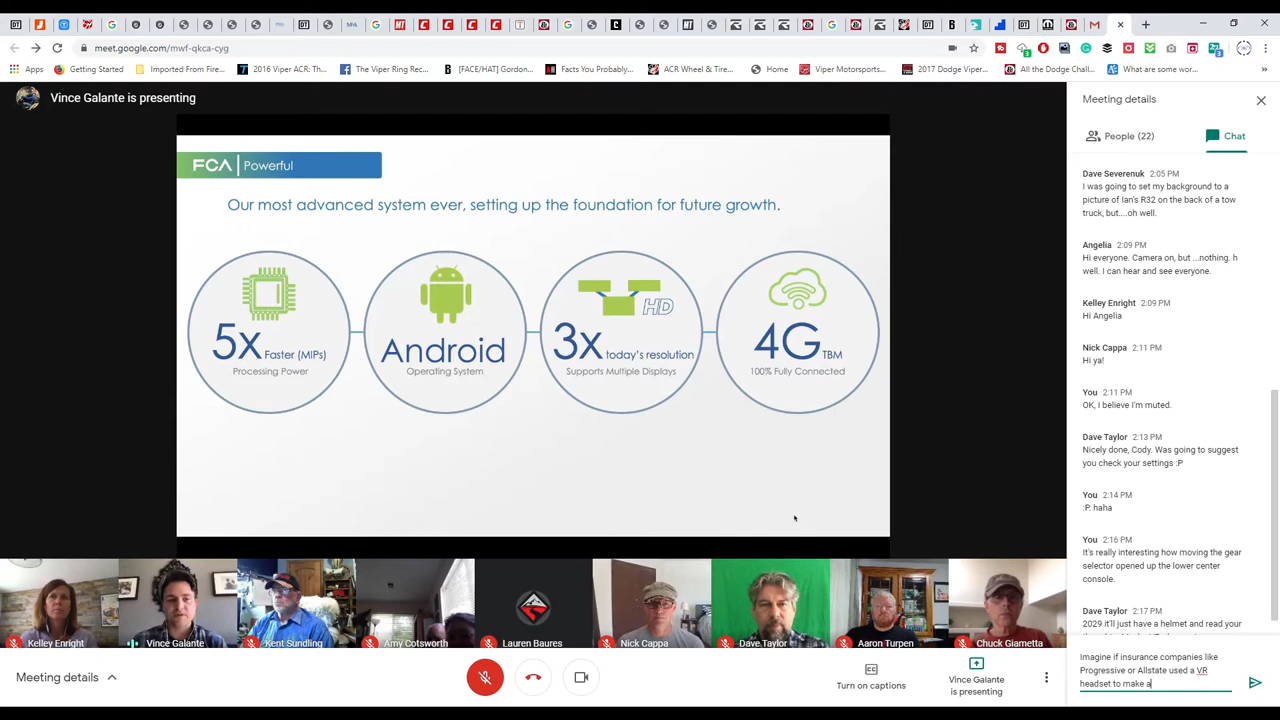 meet.google.com/mwf-qkca-cyg
Apps
Getting Started
Imported From Fire...
2016 Viper ACR: Th...
The Viper Ring Rec...
[FACE/HAT] Gordon...
Facts You Probably...
ACR Wheel & Tire...
Home
Viper Motorsports...
2017 Dodge Viper...
All the Dodge Chall...
What are some wor...
Vince Galante is presenting
FCA | Powerful
Our most advanced system ever, setting up the foundation for future growth.
5x Faster (MIPs)
Processing Power
Android
Operating System
HD
3x today's resolution
Supports Multiple Displays
4G TBM
100% Fully Connected
Kelley Enright
Vince Galante
Kent Sundling
Amy Cotsworth
Lauren Baures
Nick Cappa
Dave Taylor
Aaron Turpen
Chuck Giametta
Meeting details
Turn on captions
Vince Galante
is presenting
Meeting details
People (22)
Chat
Dave Severenuk 2:05 PM
I was going to set my background to a
picture of Ian's R32 on the back of a tow
truck, but....oh well.
Angelia 2:09 PM
Hi everyone. Camera on, but ...nothing. h
well. I can hear and see everyone.
Kelley Enright 2:09 PM
Hi Angelia
Nick Cappa 2:11 PM
Hi ya!
You 2:11 PM
OK, I believe I'm muted.
Dave Taylor 2:13 PM
Nicely done, Cody. Was going to suggest
you check your settings :P
You 2:14 PM
:P. haha
You 2:16 PM
It's really interesting how moving the gear
selector opened up the lower center
console.
Dave Taylor 2:17 PM
2029 it'll just have a helmet and read your
Imagine if insurance companies like
Progressive or Allstate used a VR
headset to make a